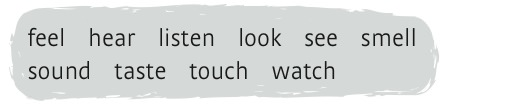 feel hear listen look see smell
sound taste touch watch